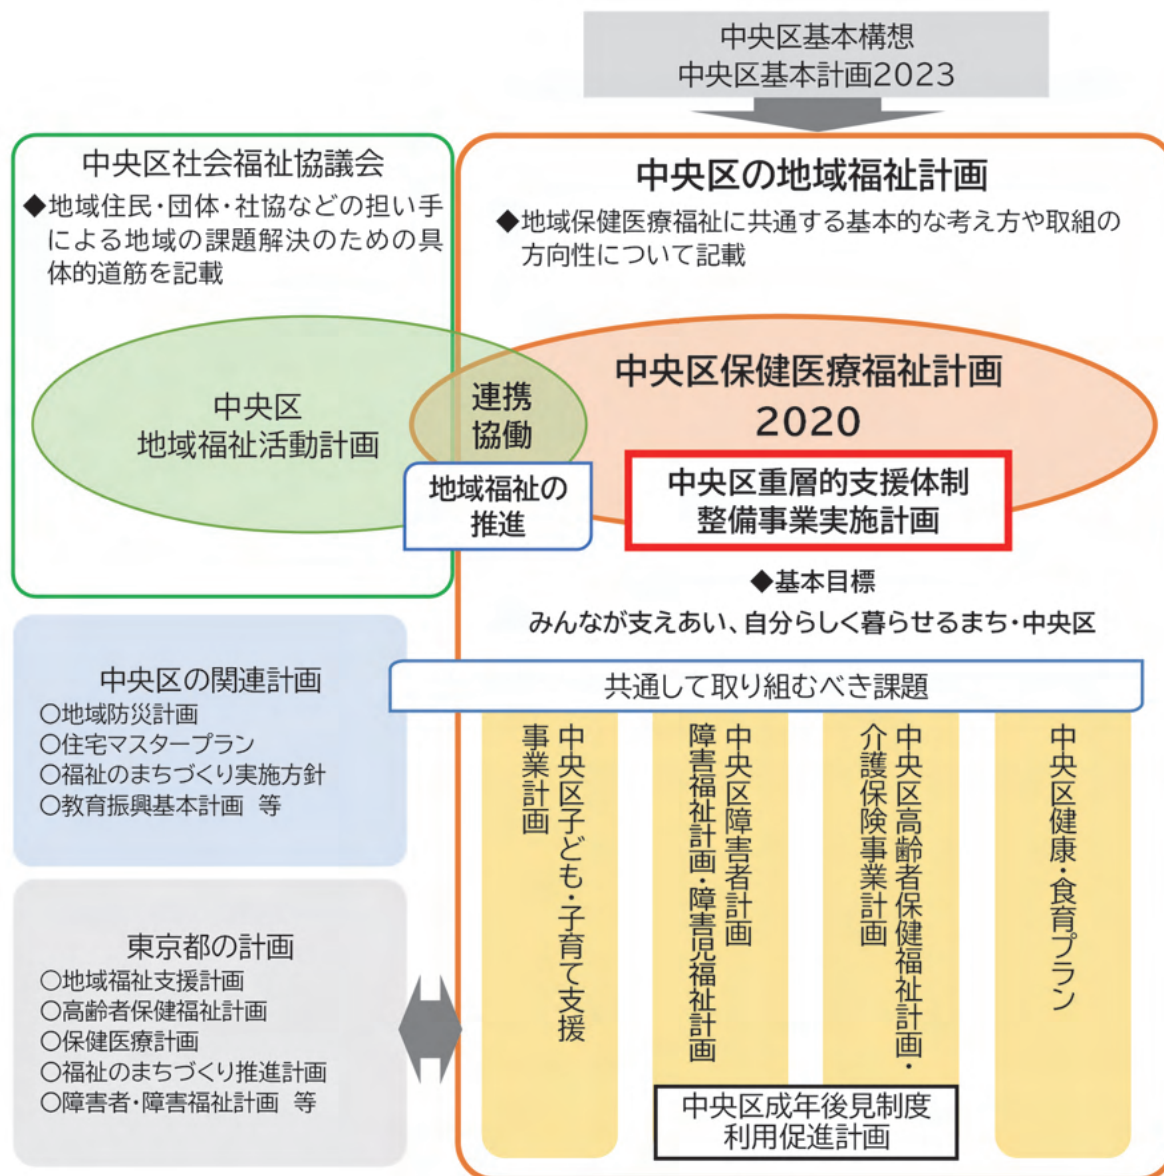 中央区基本構想
中央区基本計画2023
中央区社会福祉協議会
◆地域住民・団体・社協などの担い手
による地域の課題解決のための具
体的道筋を記載
中央区の地域福祉計画
◆地域保健医療福祉に共通する基本的な考え方や取組の
方向性について記載
中央区
地域福祉活動計画
連携
協働
中央区保健医療福祉計画
2020
地域福祉の
推進
中央区重層的支援体制
整備事業実施計画
◆基本目標
みんなが支えあい、自分らしく暮らせるまち・中央区
中央区の関連計画
○地域防災計画
○住宅マスタープラン
○福祉のまちづくり実施方針
○教育振興基本計画 等
共通して取り組むべき課題
中央区子ども・子育て支援
事業計画
中央区障害者計画
障害福祉計画・障害児福祉計画
中央区高齢者保健福祉計画・
介護保険事業計画
中央区健康・食育プラン
東京都の計画
○地域福祉支援計画
○高齢者保健福祉計画
○保健医療計画
○福祉のまちづくり推進計画
○障害者・障害福祉計画 等
中央区成年後見制度
利用促進計画